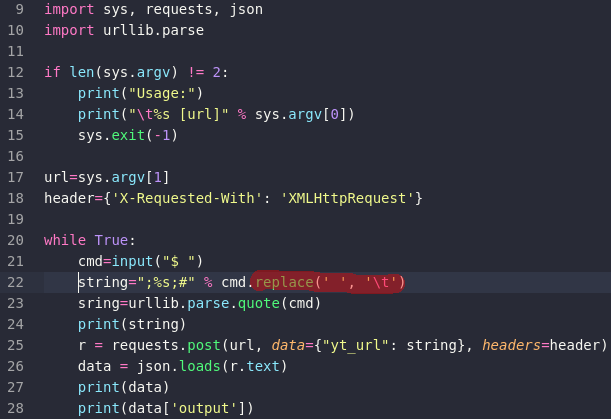 9 import sys, requests, json
10 import urllib.parse
11
12 if len(sys.argv) != 2:
13     print("Usage:")
14     print("\t%s [url]" % sys.argv[0])
15     sys.exit(-1)
16
17 url=sys.argv[1]
18 header={'X-Requested-With': 'XMLHttpRequest'}
19
20 while True:
21     cmd=input("$ ")
22     string=";%s;#" % cmd.replace(' ', '\t')
23     sring=urllib.parse.quote(cmd)
24     print(string)
25     r = requests.post(url, data={"yt_url": string}, headers=header)
26     data = json.loads(r.text)
27     print(data)
28     print(data['output'])